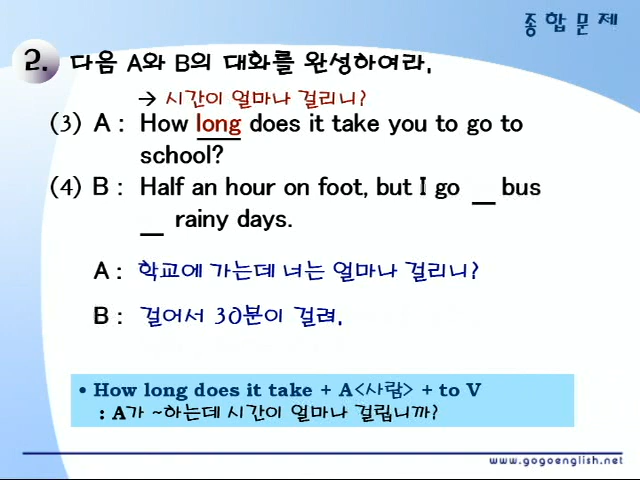 종합문제
2. 다음 A와 B의 대화를 완성하여라.
→ 시간이 얼마나 걸리니?
(3) A : How long does it take you to go to
school?
(4) B : Half an hour on foot, but I go __ bus
__ rainy days.
A : 학교에 가는데 너는 얼마나 걸리니?
B : 걸어서 30분이 걸려.
• How long does it take + A<사람> + to V
: A가 ~하는데 시간이 얼마나 걸립니까?
www.gogoenglish.net